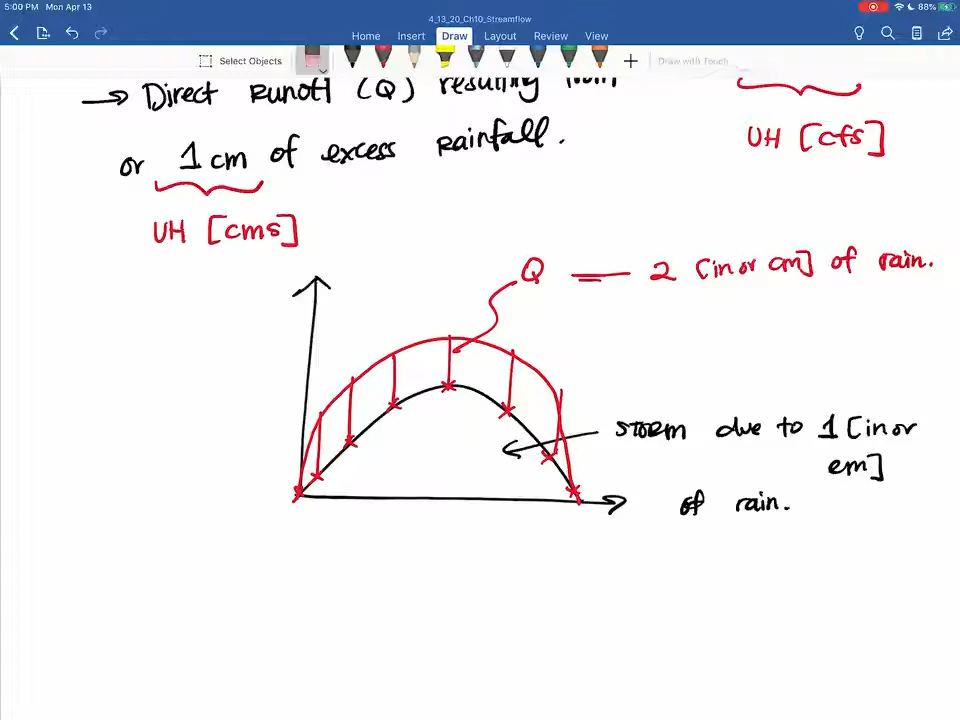 5:00 PM Mon Apr 13
88%
4_13_20_Ch10_Streamflow
Home Insert Draw Layout Review View
Select Objects
Draw with Touch
→ Direct Runoff (Q) resulting from
UH [cfs]
or 1 cm of excess rainfall.
UH [cms]
Q = 2 [in or cm] of rain.
storm due to 1 [in or
cm]
of rain.